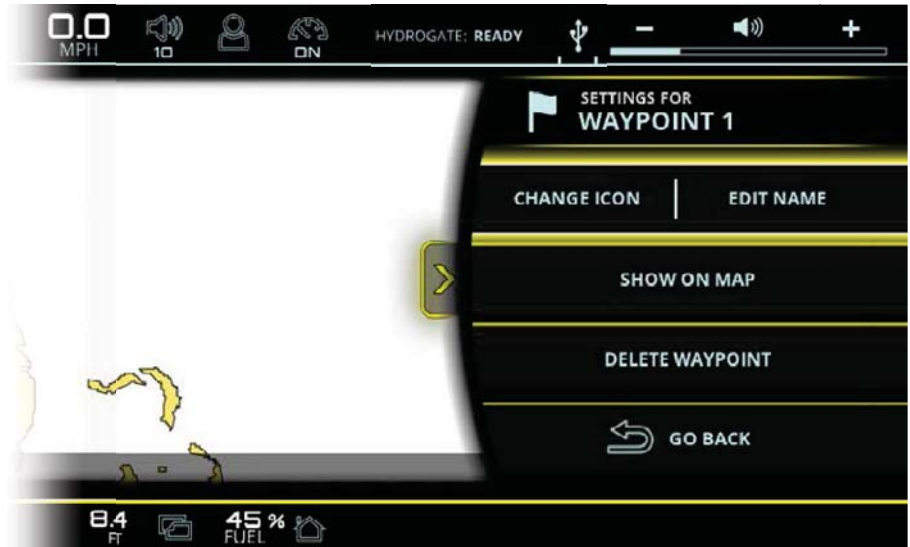 0.0
MPH
10
ON
HYDROGATE: READY
SETTINGS FOR
WAYPOINT 1
CHANGE ICON
EDIT NAME
SHOW ON MAP
DELETE WAYPOINT
GO BACK
8.4
FT
45 %
FUEL